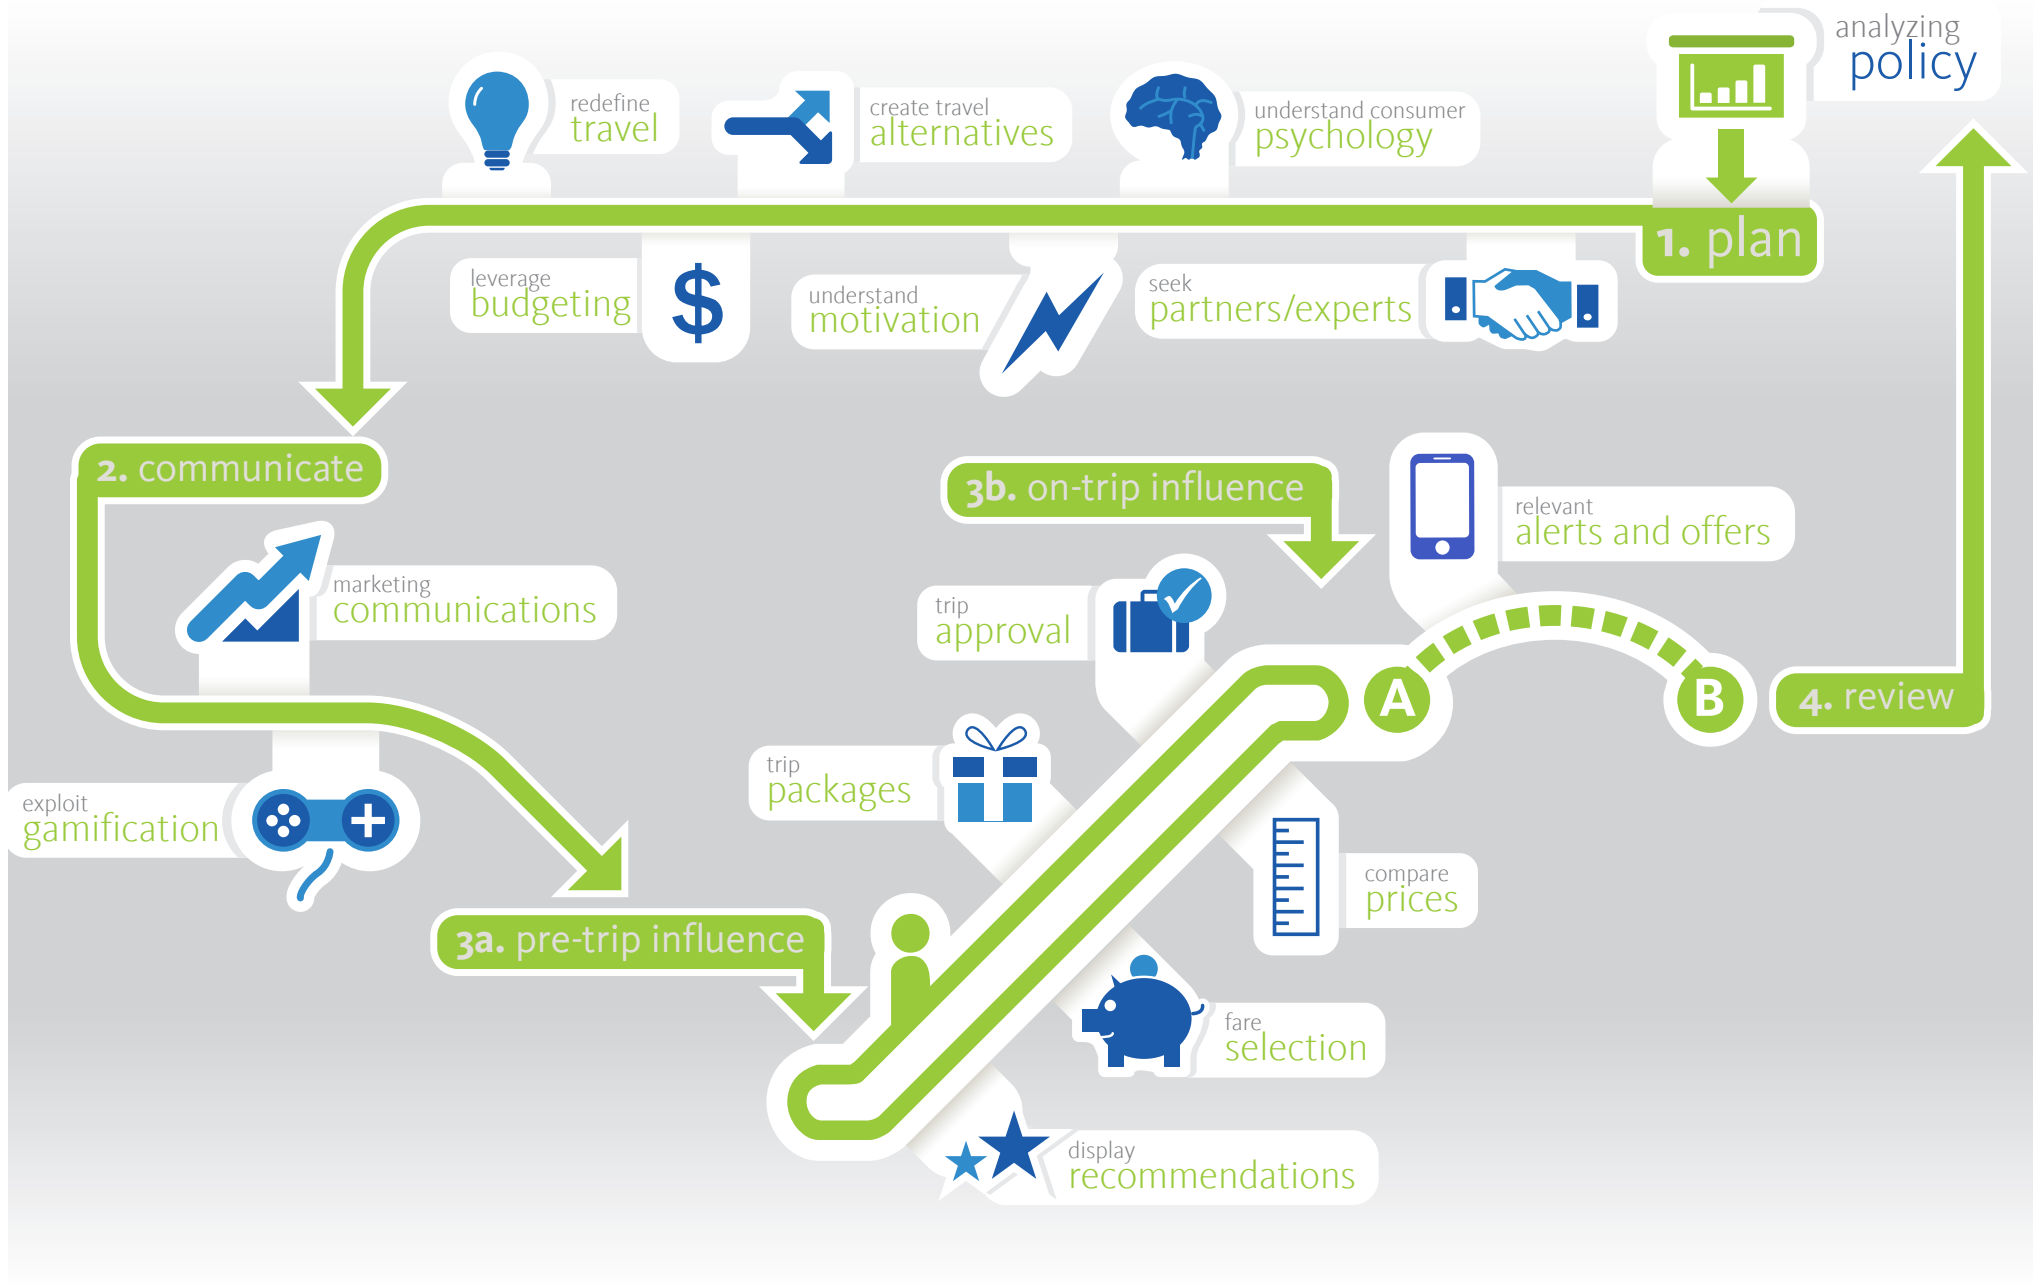 analyzing
policy
redefine
travel
create travel
alternatives
understand consumer
psychology
1. plan
leverage
budgeting
$
understand
motivation
seek
partners/experts
2. communicate
marketing
communications
exploit
gamification
3b. on-trip influence
relevant
alerts and offers
trip
approval
A
B
4. review
trip
packages
compare
prices
3a. pre-trip influence
fare
selection
display
recommendations